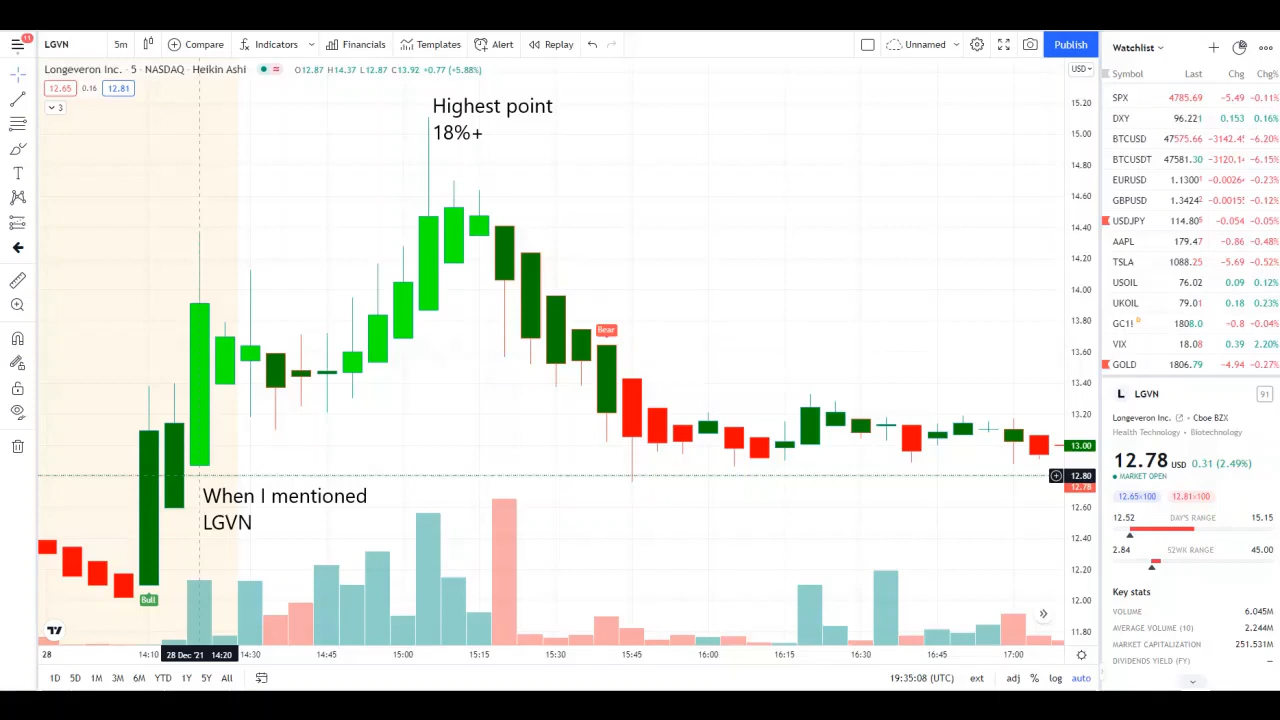 11
LGVN 5m Compare Indicators Financials Templates Alert Replay Unnamed Publish
Longeveron Inc. · 5 · NASDAQ · Heikin Ashi O12.87 H14.37 L12.87 C13.92 +0.77 (+5.88%)
12.65 0.16 12.81
3
Highest point
18%+
Bear
When I mentioned
LGVN
Bull
USD
15.20
15.00
14.80
14.60
14.40
14.20
14.00
13.80
13.60
13.40
13.20
13.00
12.80
12.78
12.60
12.40
12.20
12.00
11.80
28 14:10 28 Dec '21 14:20 14:30 14:45 15:00 15:15 15:30 15:45 16:00 16:15 16:30 16:45 17:00
1D 5D 1M 3M 6M YTD 1Y 5Y All 19:35:08 (UTC) ext adj % log auto
Watchlist
Symbol Last Chg Chg%
SPX 4785.69 −5.49 −0.11%
DXY 96.221 0.153 0.16%
BTCUSD 47575.66 −3142.45 −6.20%
BTCUSDT 47581.30 −3120.14 −6.15%
EURUSD 1.13001 −0.00264 −0.23%
GBPUSD 1.34242 −0.00155 −0.12%
USDJPY 114.805 −0.054 −0.05%
AAPL 179.47 −0.86 −0.48%
TSLA 1088.25 −5.69 −0.52%
USOIL 76.02 0.09 0.12%
UKOIL 79.01 0.18 0.23%
GC1! 1808.0 −0.8 −0.04%
VIX 18.08 0.39 2.20%
GOLD 1806.79 −4.94 −0.27%
L LGVN 91
Longeveron Inc. · Cboe BZX
Health Technology · Biotechnology
12.78 USD 0.31 (2.49%)
MARKET OPEN
12.65×100 12.81×100
12.52 DAY'S RANGE 15.15
2.84 52WK RANGE 45.00
Key stats
VOLUME 6.045M
AVERAGE VOLUME (10) 2.244M
MARKET CAPITALIZATION 251.531M
DIVIDENDS YIELD (FY) —